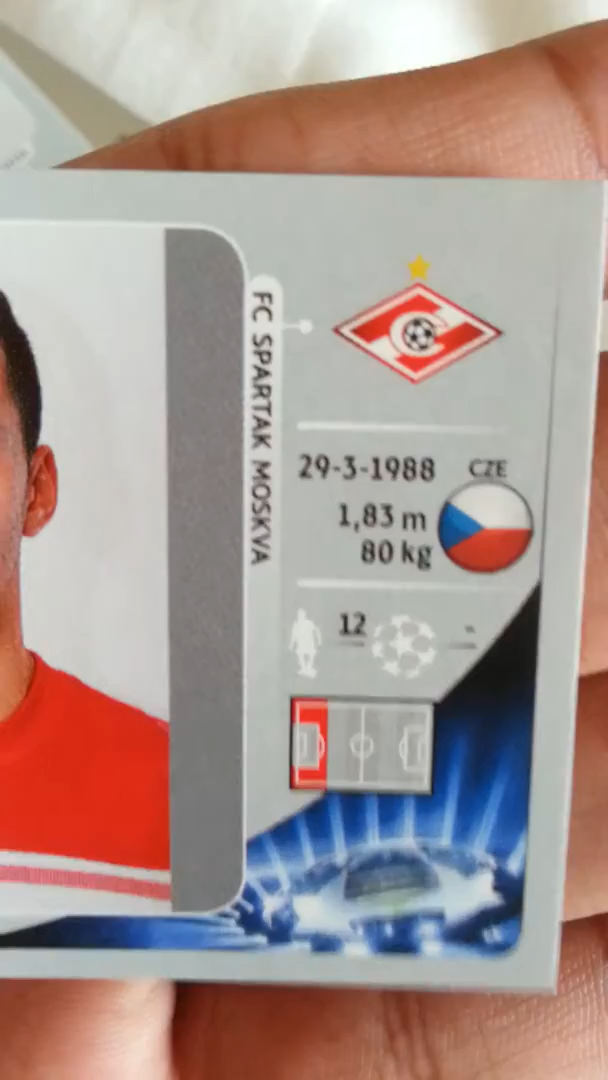 FC SPARTAK MOSKVA
29-3-1988
CZE
1,83 m
80 kg
12
-